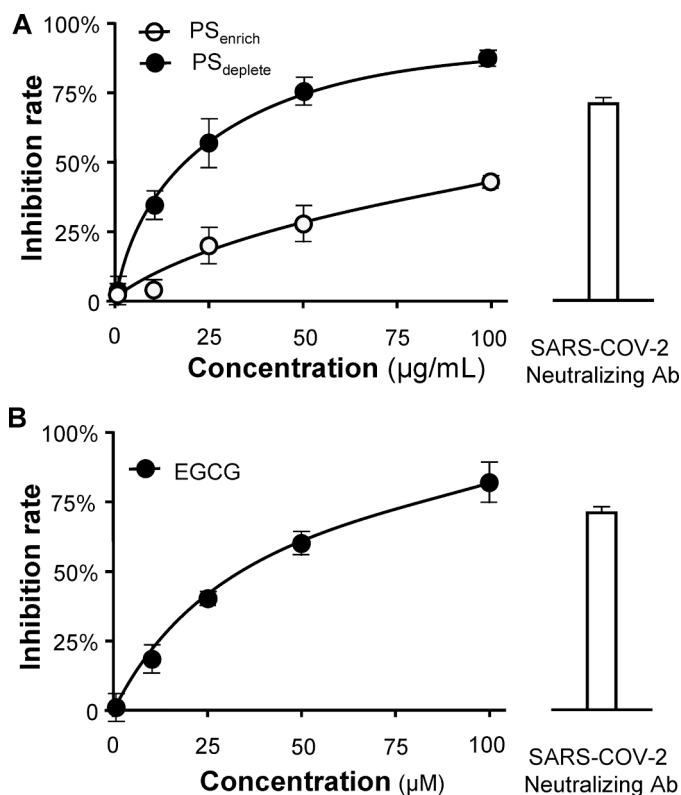 A
PSenrich
PSdeplete
100%
75%
50%
25%
0
Inhibition rate
0 25 50 75 100
Concentration (µg/mL)
SARS-COV-2
Neutralizing Ab
B
EGCG
100%
75%
50%
25%
0
Inhibition rate
0 25 50 75 100
Concentration (µM)
SARS-COV-2
Neutralizing Ab